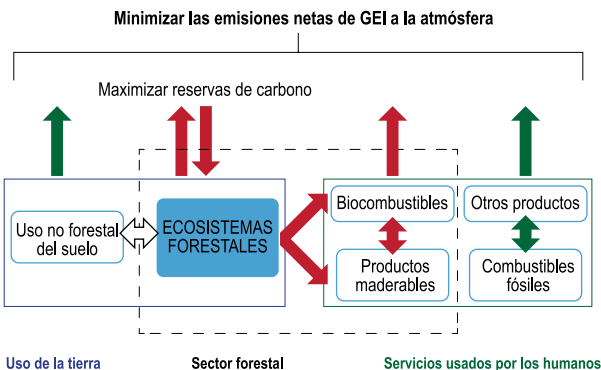 Minimizar las emisiones netas de GEI a la atmósfera
Maximizar reservas de carbono
Uso no forestal
del suelo
ECOSISTEMAS
FORESTALES
Biocombustibles
Otros productos
Productos
maderables
Combustibles
fósiles
Uso de la tierra
Sector forestal
Servicios usados por los humanos